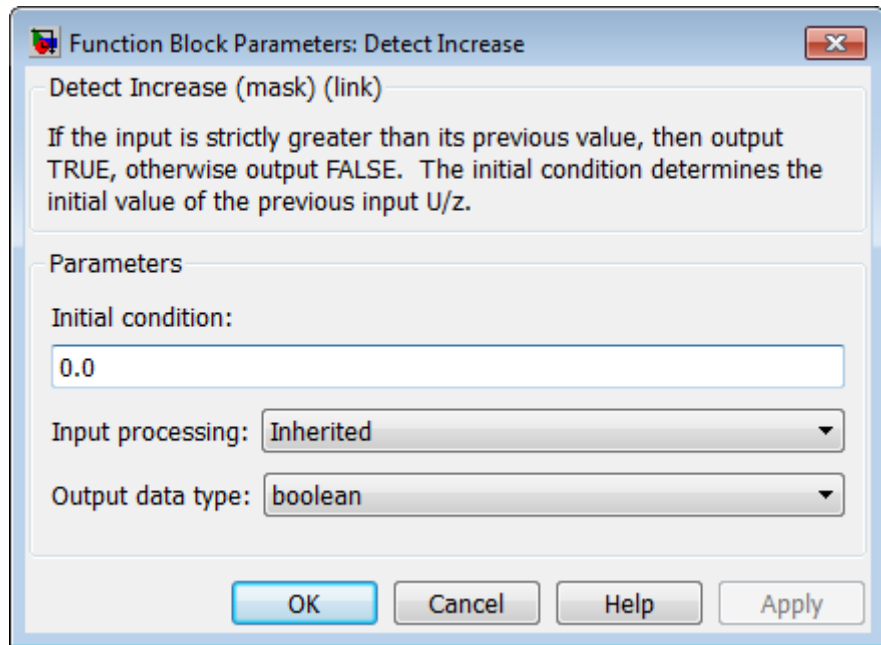 Function Block Parameters: Detect Increase
Detect Increase (mask) (link)
If the input is strictly greater than its previous value, then output
TRUE, otherwise output FALSE.  The initial condition determines the
initial value of the previous input U/z.
Parameters
Initial condition:
0.0
Input processing: Inherited
Output data type: boolean
OK Cancel Help Apply